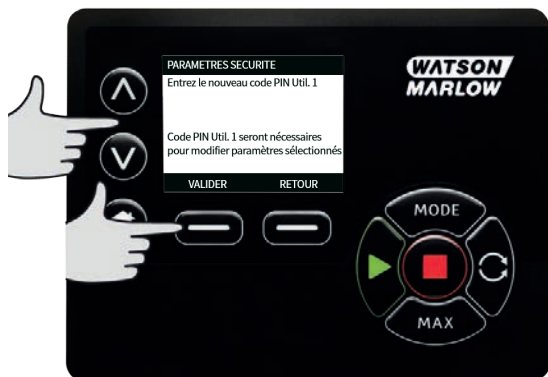 PARAMETRES SECURITE
Entrez le nouveau code PIN Util. 1
Code PIN Util. 1 seront nécessaires
pour modifier paramètres sélectionnés
VALIDER RETOUR
WATSON
MARLOW
MODE
MAX